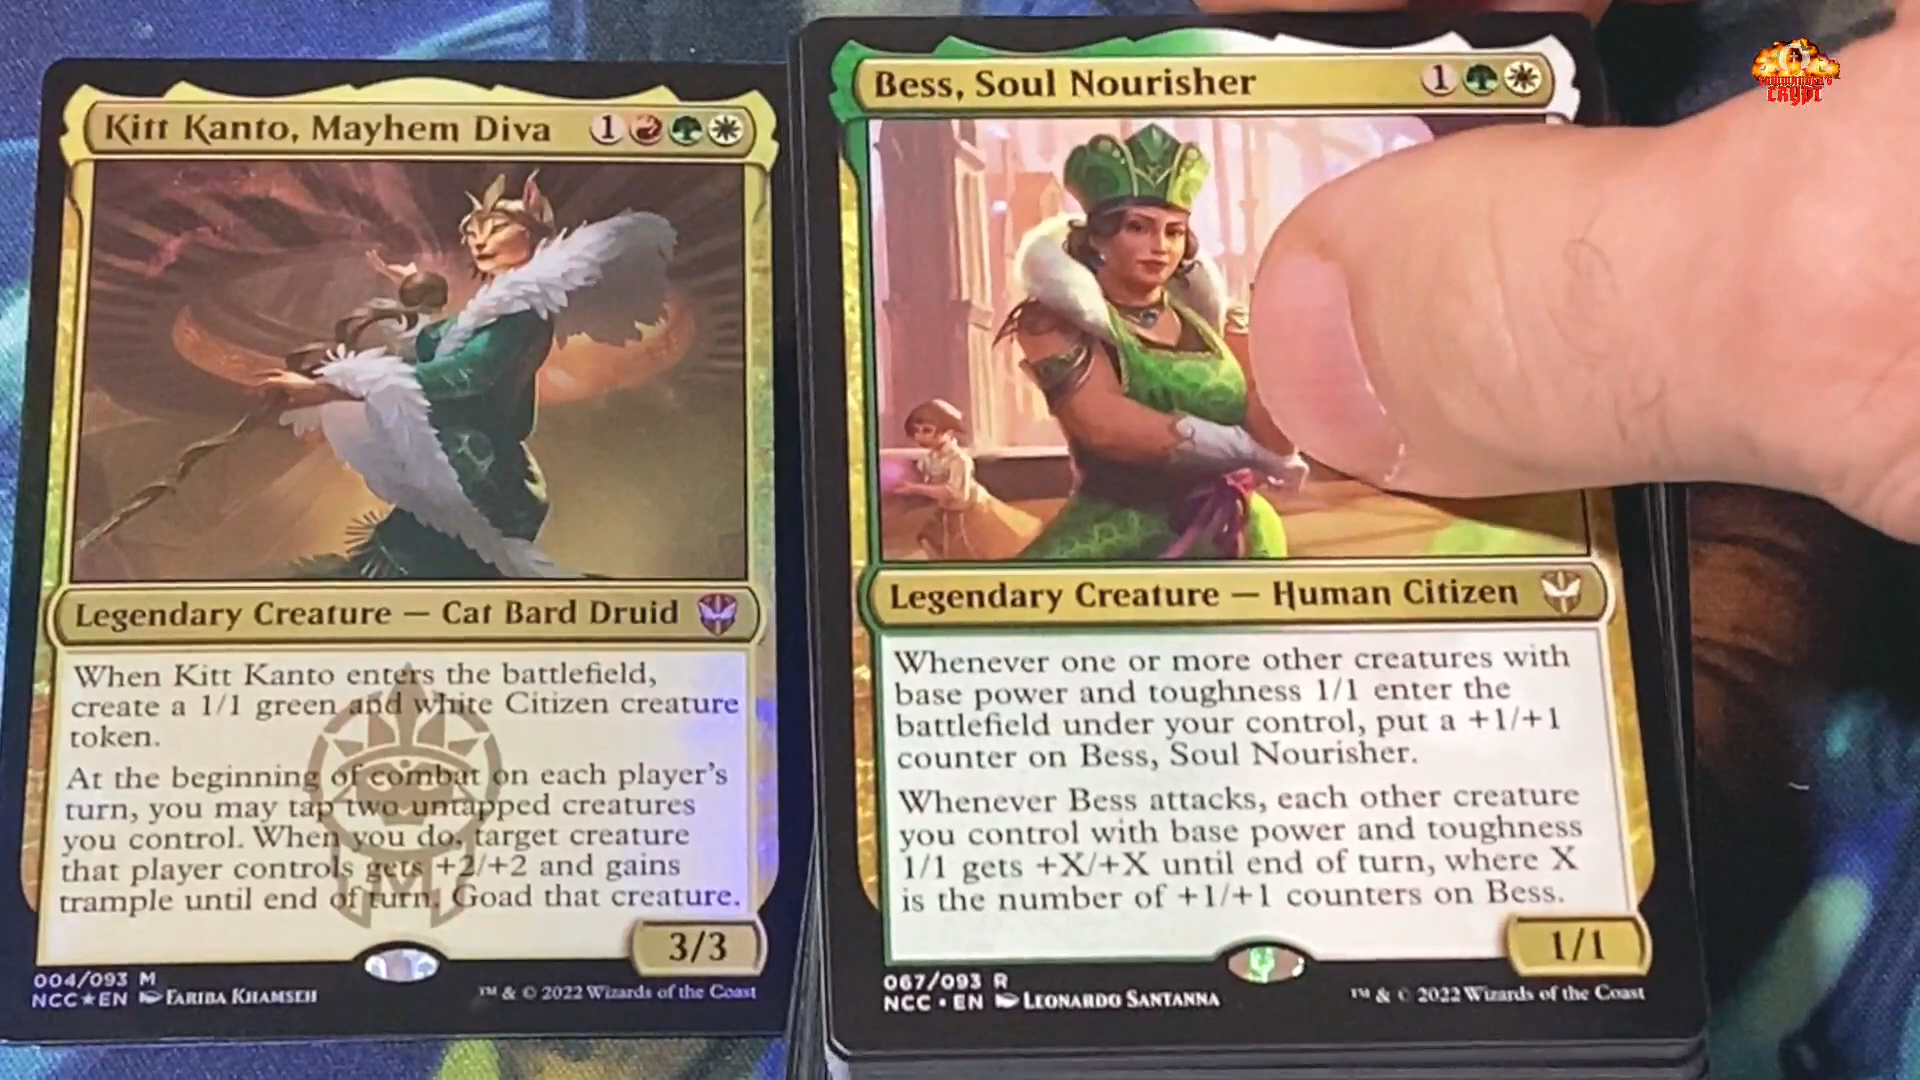 Kitt Kanto, Mayhem Diva 1
Legendary Creature — Cat Bard Druid
When Kitt Kanto enters the battlefield,
create a 1/1 green and white Citizen creature
token.
At the beginning of combat on each player's
turn, you may tap two untapped creatures
you control. When you do, target creature
that player controls gets +2/+2 and gains
trample until end of turn. Goad that creature.
3/3
004/093 M
NCC★EN FARIBA KHAMSEH
™ & © 2022 Wizards of the Coast
Bess, Soul Nourisher 1
Legendary Creature — Human Citizen
Whenever one or more other creatures with
base power and toughness 1/1 enter the
battlefield under your control, put a +1/+1
counter on Bess, Soul Nourisher.
Whenever Bess attacks, each other creature
you control with base power and toughness
1/1 gets +X/+X until end of turn, where X
is the number of +1/+1 counters on Bess.
1/1
067/093 R
NCC • EN LEONARDO SANTANNA
™ & © 2022 Wizards of the Coast
COMMANDER'S
CRYPT